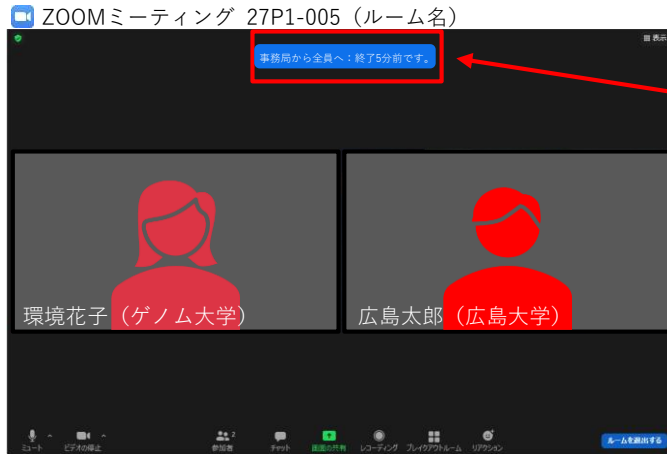 ZOOMミーティング 27P1-005（ルーム名）
表示
事務局から全員へ：終了5分前です。
環境花子（ゲノム大学）
広島太郎（広島大学）
ミュート ビデオの停止 参加者 2 チャット 画面の共有 レコーディング ブレイクアウトルーム リアクション ルームを退出する